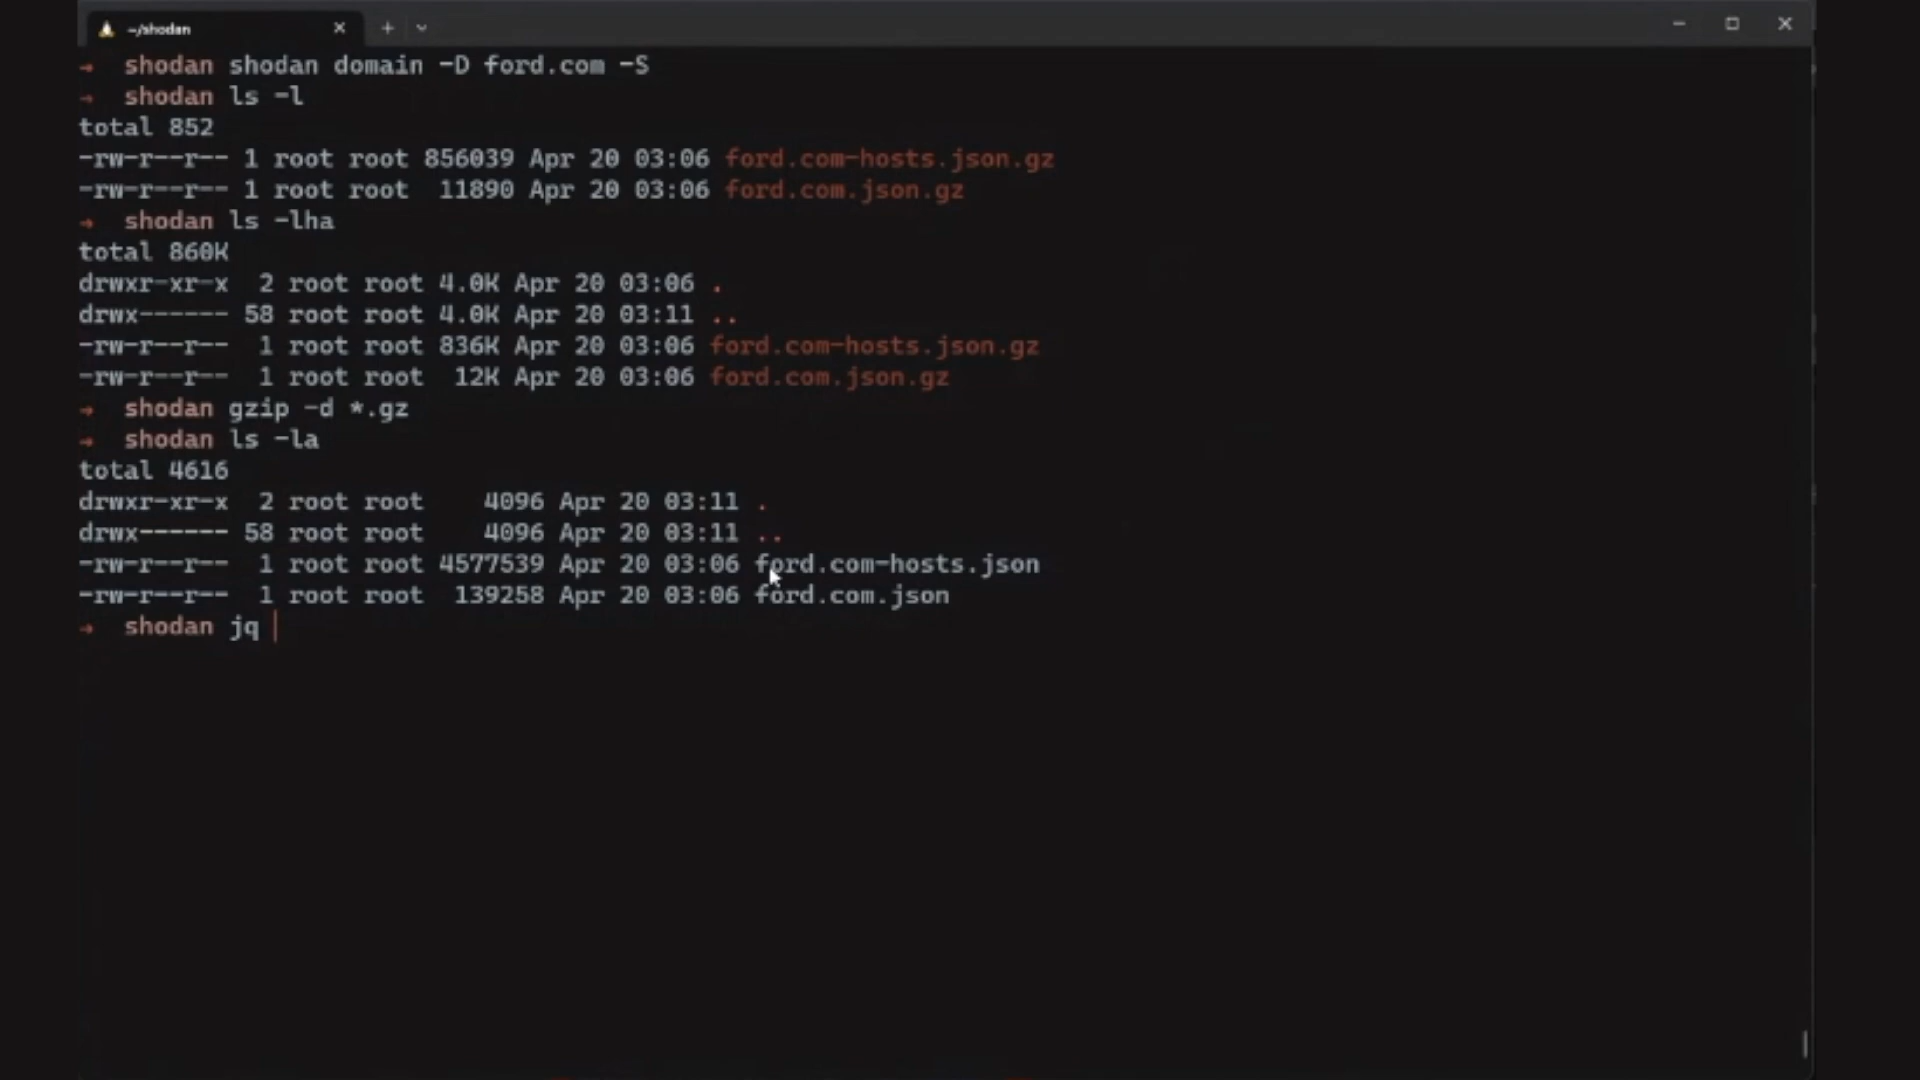 ~/shodan
→ shodan shodan domain -D ford.com -S
→ shodan ls -l
total 852
-rw-r--r-- 1 root root 856039 Apr 20 03:06 ford.com-hosts.json.gz
-rw-r--r-- 1 root root  11890 Apr 20 03:06 ford.com.json.gz
→ shodan ls -lha
total 860K
drwxr-xr-x  2 root root 4.0K Apr 20 03:06 .
drwx------ 58 root root 4.0K Apr 20 03:11 ..
-rw-r--r--  1 root root 836K Apr 20 03:06 ford.com-hosts.json.gz
-rw-r--r--  1 root root  12K Apr 20 03:06 ford.com.json.gz
→ shodan gzip -d *.gz
→ shodan ls -la
total 4616
drwxr-xr-x  2 root root    4096 Apr 20 03:11 .
drwx------ 58 root root    4096 Apr 20 03:11 ..
-rw-r--r--  1 root root 4577539 Apr 20 03:06 ford.com-hosts.json
-rw-r--r--  1 root root  139258 Apr 20 03:06 ford.com.json
→ shodan jq